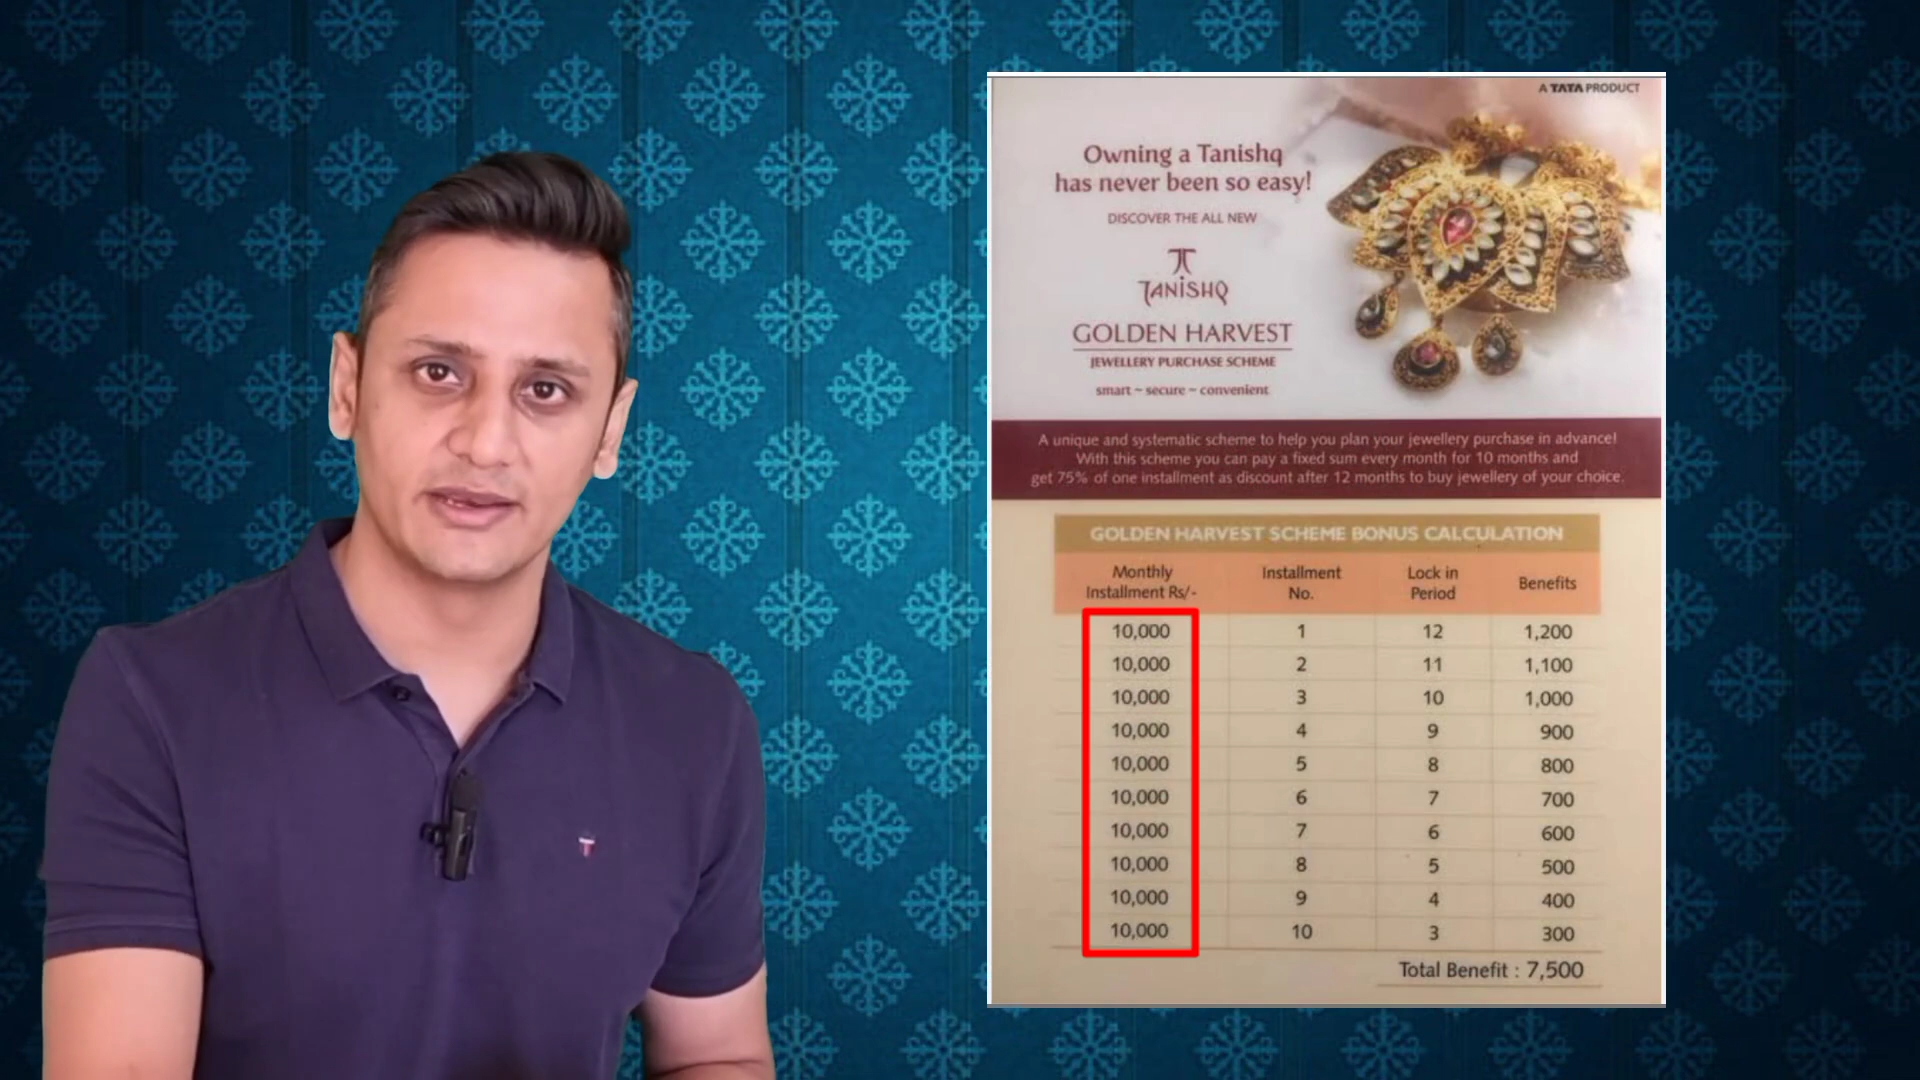 A TATA PRODUCT
Owning a Tanishq
has never been so easy!
DISCOVER THE ALL NEW
TANISHQ
GOLDEN HARVEST
JEWELLERY PURCHASE SCHEME
smart ~ secure ~ convenient
A unique and systematic scheme to help you plan your jewellery purchase in advance!
With this scheme you can pay a fixed sum every month for 10 months and
get 75% of one installment as discount after 12 months to buy jewellery of your choice.
GOLDEN HARVEST SCHEME BONUS CALCULATION
Monthly Installment Rs/- Installment No. Lock in Period Benefits
10,000 1 12 1,200
10,000 2 11 1,100
10,000 3 10 1,000
10,000 4 9 900
10,000 5 8 800
10,000 6 7 700
10,000 7 6 600
10,000 8 5 500
10,000 9 4 400
10,000 10 3 300
Total Benefit : 7,500